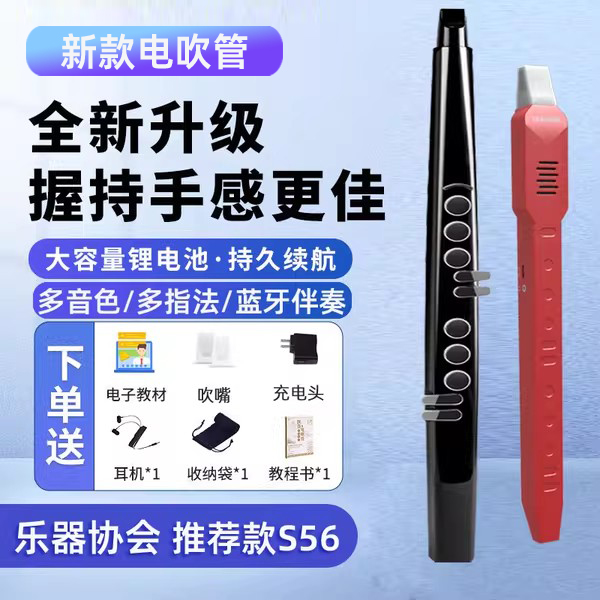 新款电吹管
全新升级
握持手感更佳
大容量锂电池·持久续航
多音色/多指法/蓝牙伴奏
下单送
电子教材 吹嘴 充电头
耳机*1 收纳袋*1 教程书*1
乐器协会 推荐款S56